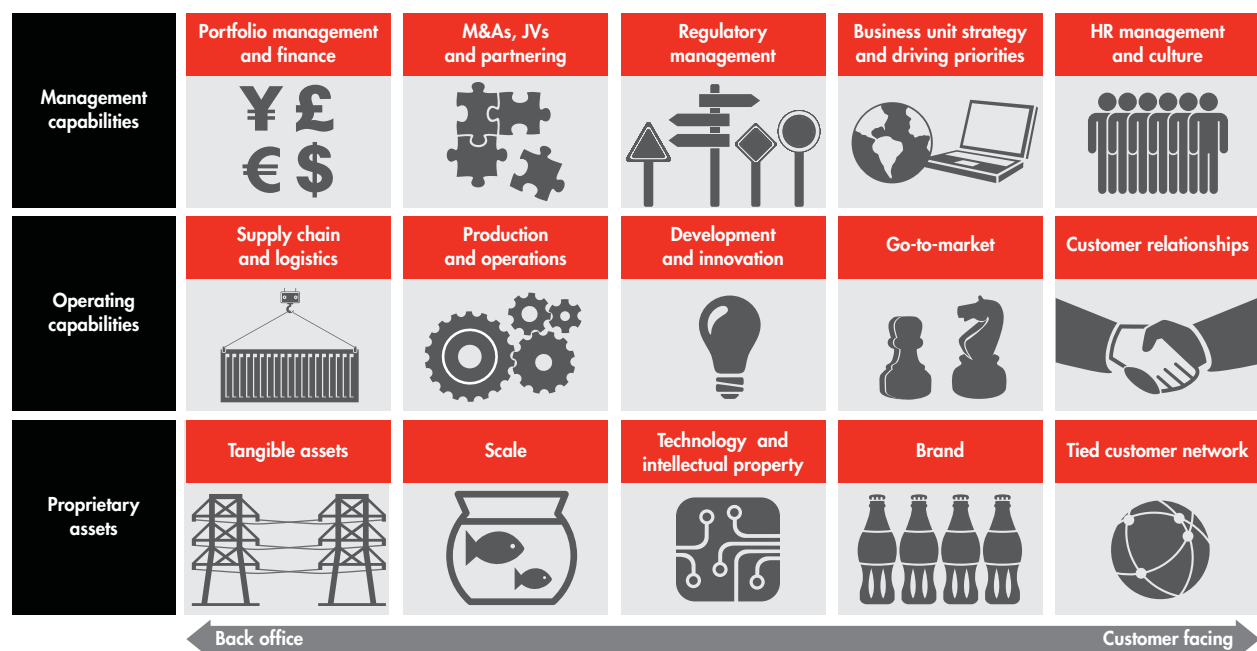 Management
capabilities
Portfolio management
and finance
M&As, JVs
and partnering
Regulatory
management
Business unit strategy
and driving priorities
HR management
and culture
¥ £
€ $
Operating
capabilities
Supply chain
and logistics
Production
and operations
Development
and innovation
Go-to-market
Customer relationships
Proprietary
assets
Tangible assets
Scale
Technology and
intellectual property
Brand
Tied customer network
Back office
Customer facing